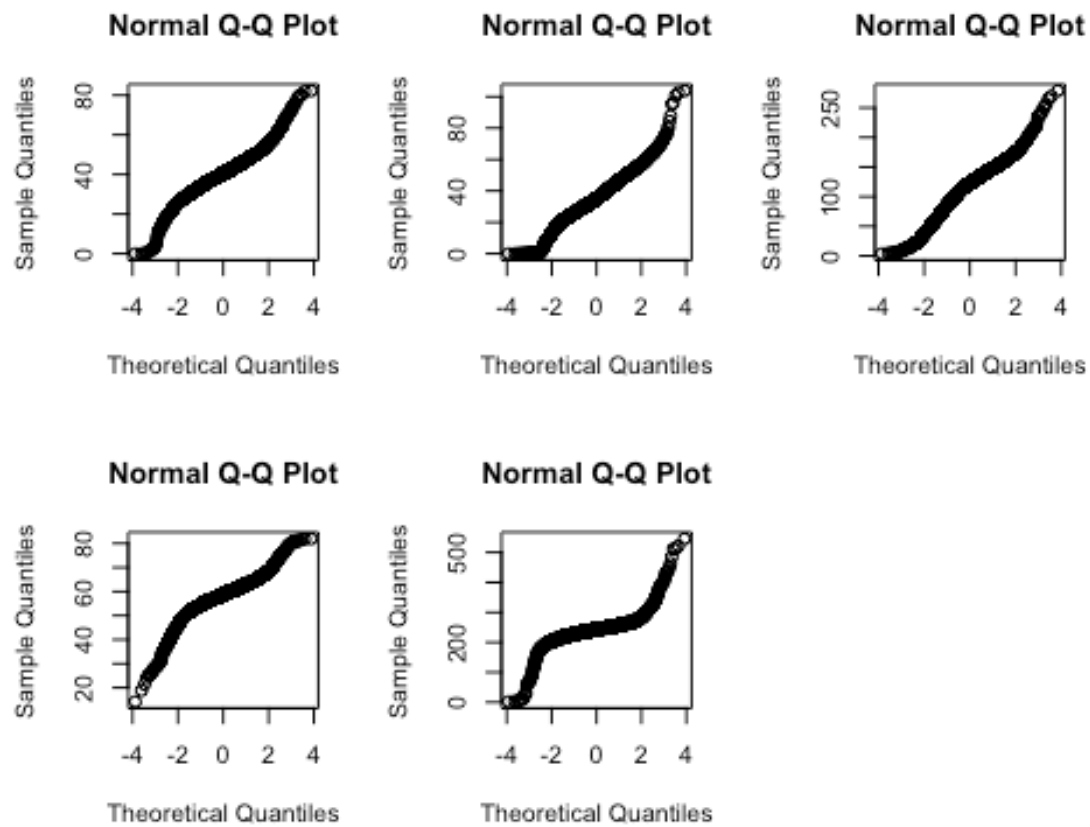 Normal Q-Q Plot
Sample Quantiles
80
40
0
-4 -2 0 2 4
Theoretical Quantiles
Normal Q-Q Plot
Sample Quantiles
80
40
0
-4 -2 0 2 4
Theoretical Quantiles
Normal Q-Q Plot
Sample Quantiles
250
100
0
-4 -2 0 2 4
Theoretical Quantiles
Normal Q-Q Plot
Sample Quantiles
80
60
40
20
-4 -2 0 2 4
Theoretical Quantiles
Normal Q-Q Plot
Sample Quantiles
500
200
0
-4 -2 0 2 4
Theoretical Quantiles